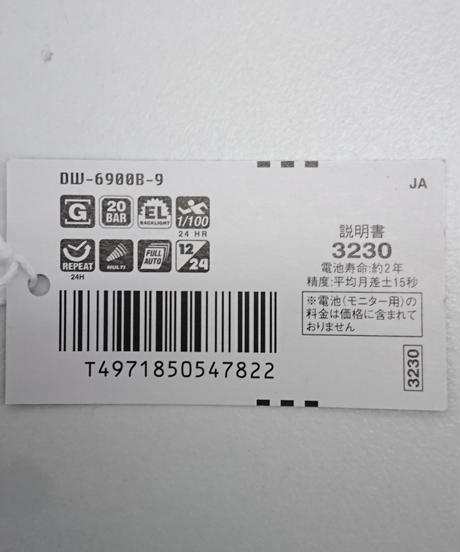 DW-6900B-9
JA
G
20 BAR
EL
BACKLIGHT
1/100
24 HR
REPEAT
24H
MULTI
FULL AUTO
12/24
T4971850547822
説明書
3230
電池寿命:約2年
精度:平均月差±15秒
※電池(モニター用)の
料金は価格に含まれて
おりません
3230